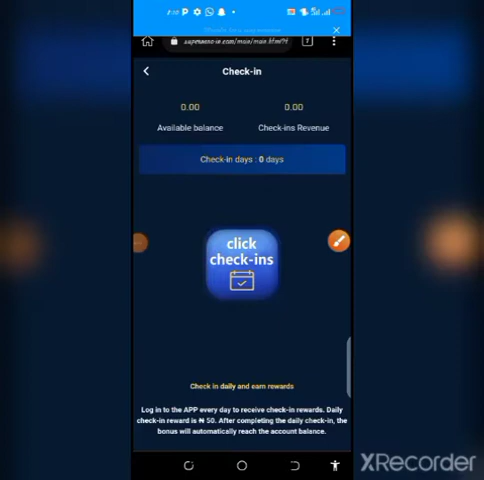 7
Check-in
0.00 0.00
Available balance Check-ins Revenue
Check-in days : 0 days
click
check-ins
Check in daily and earn rewards
Log in to the APP every day to receive check-in rewards. Daily
check-in reward is ₦ 50. After completing the daily check-in, the
bonus will automatically reach the account balance.
XRecorder